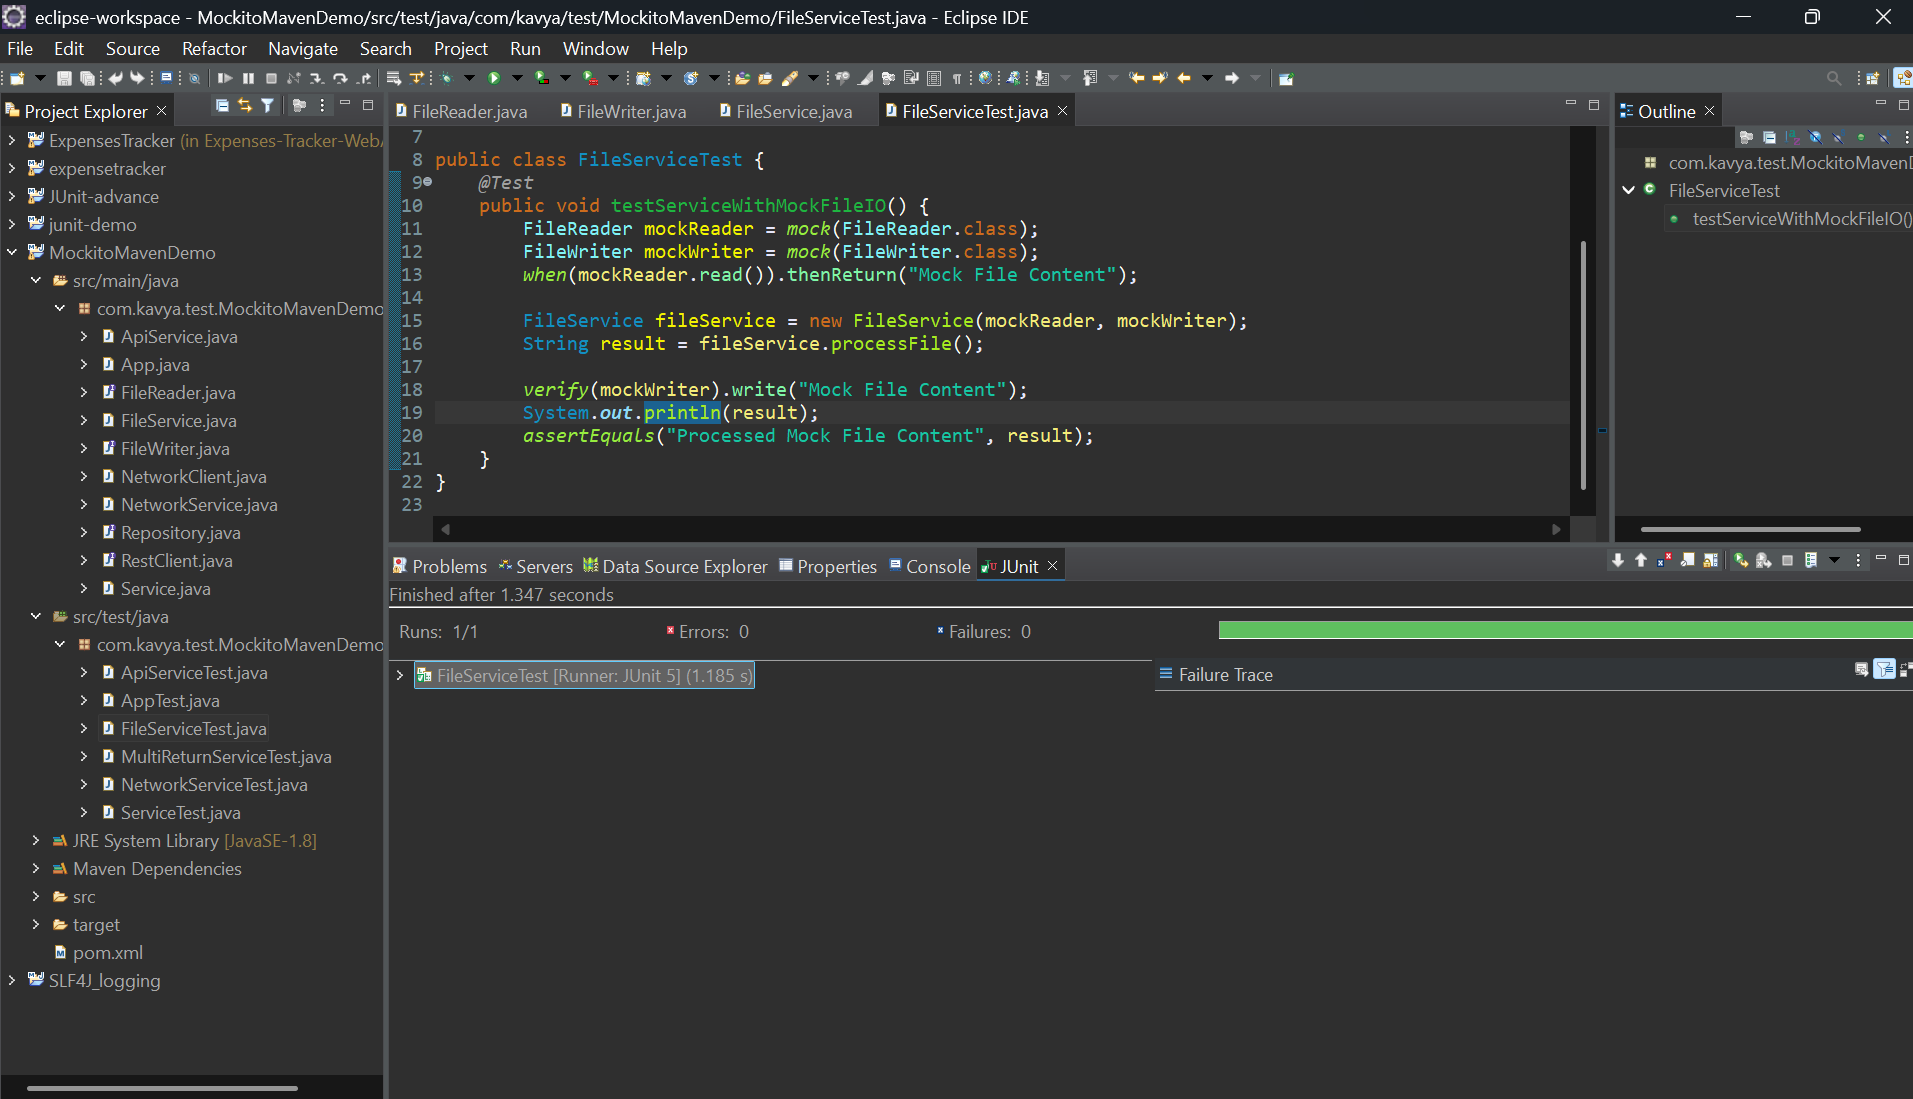 eclipse-workspace - MockitoMavenDemo/src/test/java/com/kavya/test/MockitoMavenDemo/FileServiceTest.java - Eclipse IDE
File Edit Source Refactor Navigate Search Project Run Window Help
Project Explorer
ExpensesTracker (in Expenses-Tracker-WebA
expensetracker
JUnit-advance
junit-demo
MockitoMavenDemo
src/main/java
com.kavya.test.MockitoMavenDemo
ApiService.java
App.java
FileReader.java
FileService.java
FileWriter.java
NetworkClient.java
NetworkService.java
Repository.java
RestClient.java
Service.java
src/test/java
com.kavya.test.MockitoMavenDemo
ApiServiceTest.java
AppTest.java
FileServiceTest.java
MultiReturnServiceTest.java
NetworkServiceTest.java
ServiceTest.java
JRE System Library [JavaSE-1.8]
Maven Dependencies
src
target
pom.xml
SLF4J_logging
FileReader.java FileWriter.java FileService.java FileServiceTest.java
7
8 public class FileServiceTest {
9 @Test
10 public void testServiceWithMockFileIO() {
11 FileReader mockReader = mock(FileReader.class);
12 FileWriter mockWriter = mock(FileWriter.class);
13 when(mockReader.read()).thenReturn("Mock File Content");
14
15 FileService fileService = new FileService(mockReader, mockWriter);
16 String result = fileService.processFile();
17
18 verify(mockWriter).write("Mock File Content");
19 System.out.println(result);
20 assertEquals("Processed Mock File Content", result);
21 }
22 }
23
Outline
com.kavya.test.MockitoMavenD
FileServiceTest
testServiceWithMockFileIO()
Problems Servers Data Source Explorer Properties Console JUnit
Finished after 1.347 seconds
Runs: 1/1 Errors: 0 Failures: 0
FileServiceTest [Runner: JUnit 5] (1.185 s)
Failure Trace